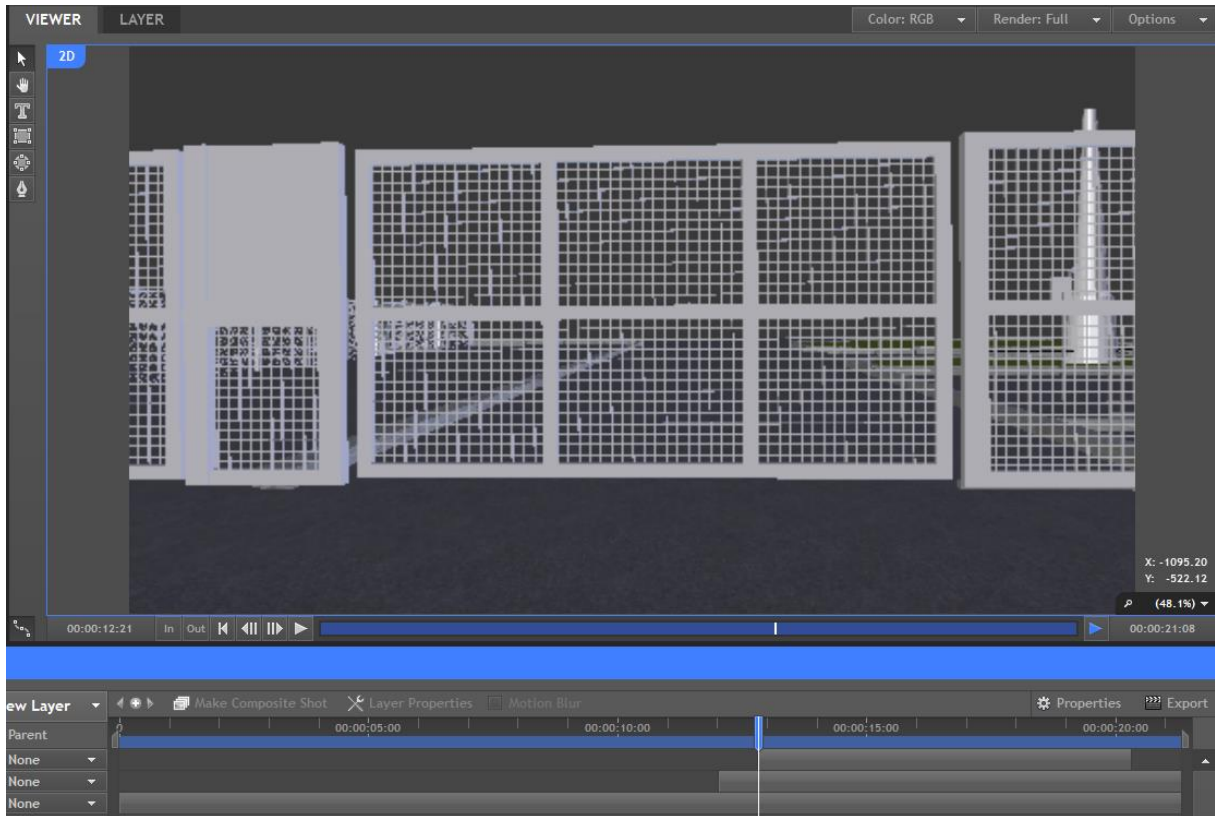 VIEWER LAYER Color: RGB Render: Full Options
2D
T
X: -1095.20
Y: -522.12
(48.1%)
00:00:12:21 In Out 00:00:21:08
ew Layer Make Composite Shot Layer Properties Motion Blur Properties Export
Parent 0 00:00:05:00 00:00:10:00 00:00:15:00 00:00:20:00
None
None
None